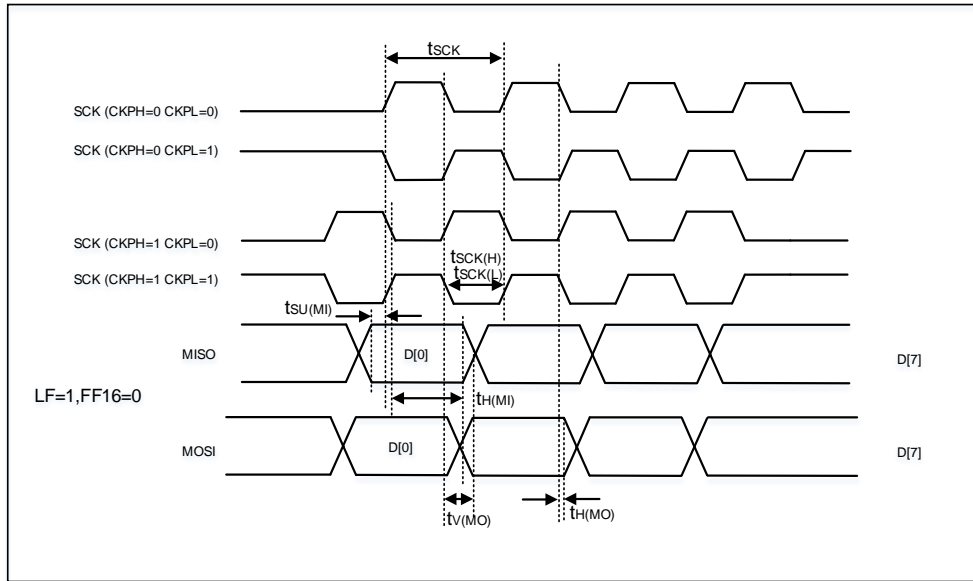 tSCK
SCK (CKPH=0 CKPL=0)
SCK (CKPH=0 CKPL=1)
SCK (CKPH=1 CKPL=0)
tSCK(H)
SCK (CKPH=1 CKPL=1)
tSCK(L)
tSU(MI)
MISO
D[0]
D[7]
LF=1,FF16=0
tH(MI)
MOSI
D[0]
D[7]
tV(MO)
tH(MO)